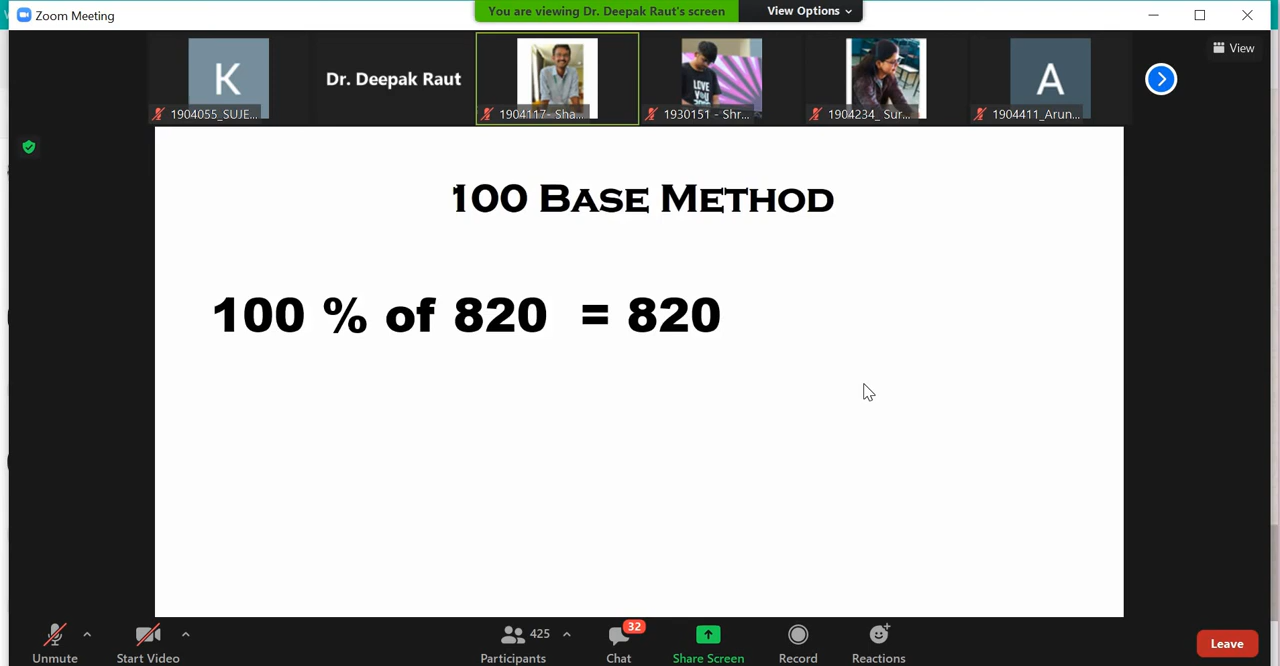 Zoom Meeting
You are viewing Dr. Deepak Raut's screen
View Options
K
1904055_SUJE...
Dr. Deepak Raut
1904117- Sha...
LOVE
YOU
1930151 - Shr...
1904234_ Sur...
A
1904411_Arun...
View
100 Base Method
100 % of 820 = 820
Unmute
Start Video
425
Participants
32
Chat
Share Screen
Record
Reactions
Leave